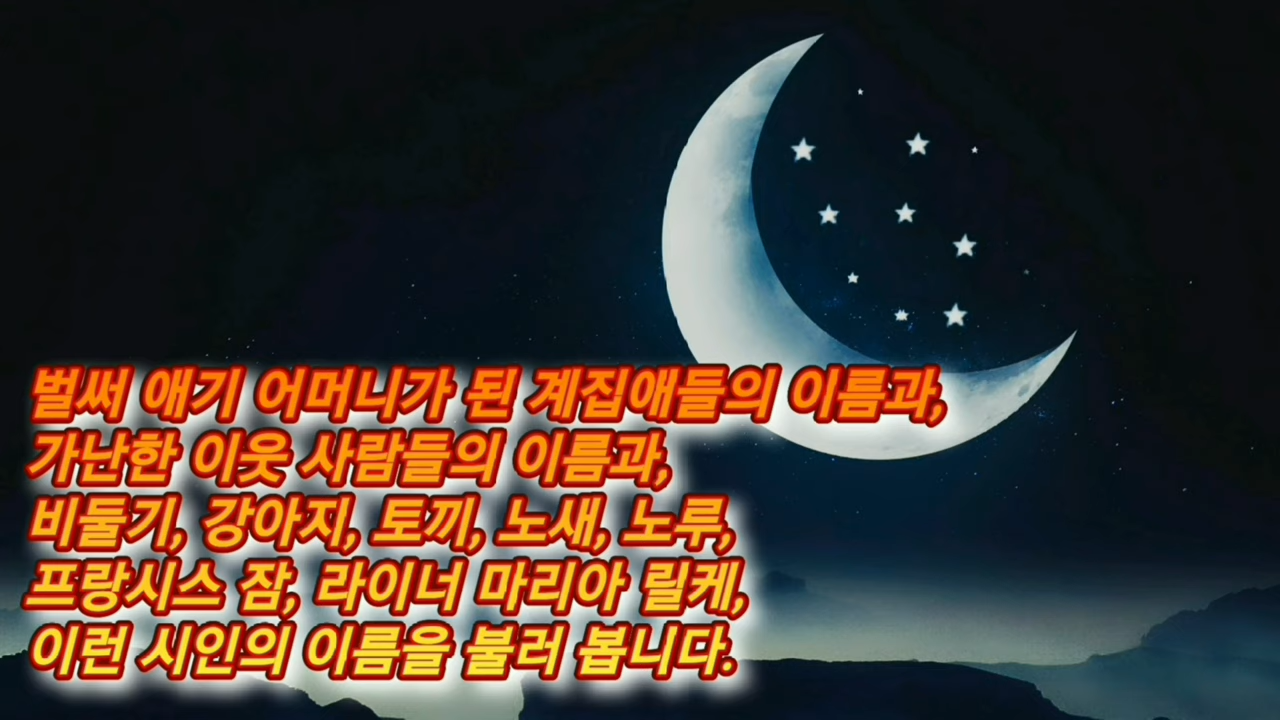 벌써 애기 어머니가 된 계집애들의 이름과,
가난한 이웃 사람들의 이름과,
비둘기, 강아지, 토끼, 노새, 노루,
프랑시스 잠, 라이너 마리아 릴케,
이런 시인의 이름을 불러 봅니다.